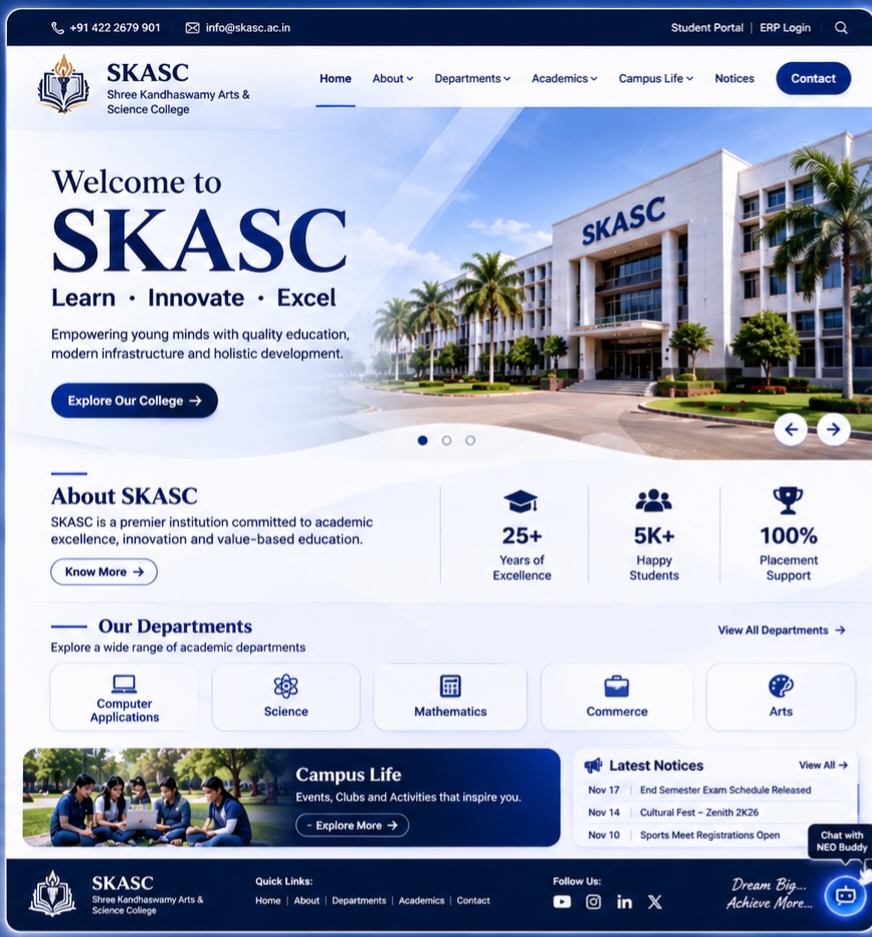 +91 422 2679 901
info@skasc.ac.in
Student Portal | ERP Login
SKASC
Shree Kandhaswamy Arts &
Science College
Home
About
Departments
Academics
Campus Life
Notices
Contact
Welcome to
SKASC
Learn • Innovate • Excel
Empowering young minds with quality education,
modern infrastructure and holistic development.
Explore Our College →
SKASC
About SKASC
SKASC is a premier institution committed to academic
excellence, innovation and value-based education.
Know More →
25+
Years of
Excellence
5K+
Happy
Students
100%
Placement
Support
Our Departments
Explore a wide range of academic departments
View All Departments →
Computer
Applications
Science
Mathematics
Commerce
Arts
Campus Life
Events, Clubs and Activities that inspire you.
- Explore More →
Latest Notices
View All →
Nov 17 | End Semester Exam Schedule Released
Nov 14 | Cultural Fest – Zenith 2K26
Nov 10 | Sports Meet Registrations Open
Chat with
NEO Buddy
SKASC
Shree Kandhaswamy Arts &
Science College
Quick Links:
Home | About | Departments | Academics | Contact
Follow Us:
Dream Big...
Achieve More...